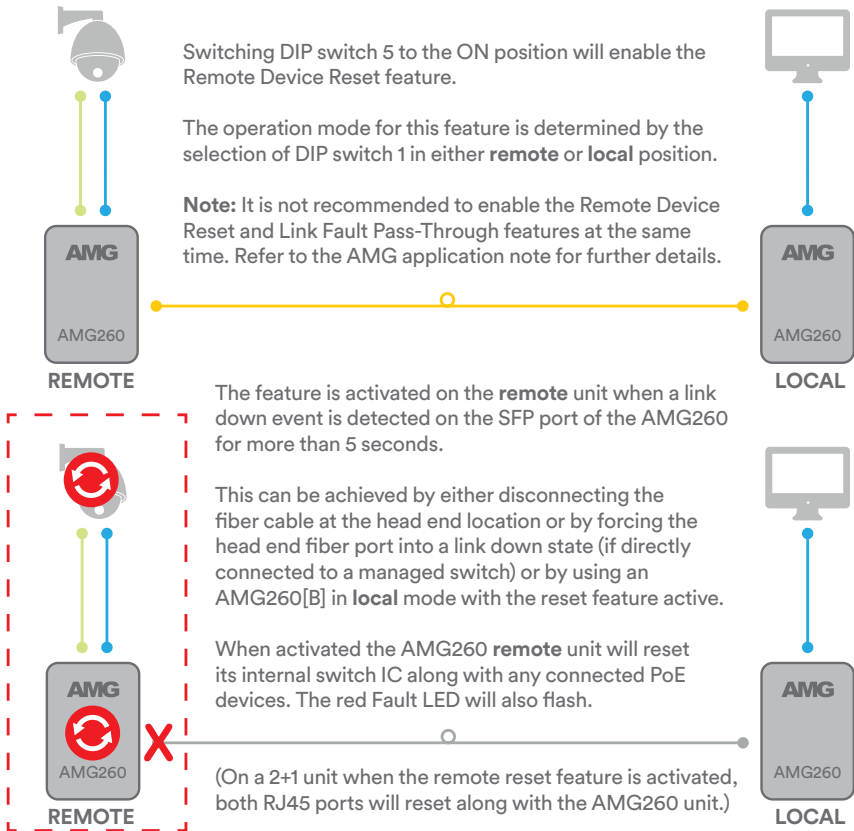 Switching DIP switch 5 to the ON position will enable the
Remote Device Reset feature.
The operation mode for this feature is determined by the
selection of DIP switch 1 in either remote or local position.
Note: It is not recommended to enable the Remote Device
Reset and Link Fault Pass-Through features at the same
time. Refer to the AMG application note for further details.
AMG
AMG260
REMOTE
AMG
AMG260
LOCAL
The feature is activated on the remote unit when a link
down event is detected on the SFP port of the AMG260
for more than 5 seconds.
This can be achieved by either disconnecting the
fiber cable at the head end location or by forcing the
head end fiber port into a link down state (if directly
connected to a managed switch) or by using an
AMG260[B] in local mode with the reset feature active.
When activated the AMG260 remote unit will reset
its internal switch IC along with any connected PoE
devices. The red Fault LED will also flash.
(On a 2+1 unit when the remote reset feature is activated,
both RJ45 ports will reset along with the AMG260 unit.)
AMG
AMG260
REMOTE
AMG
AMG260
LOCAL